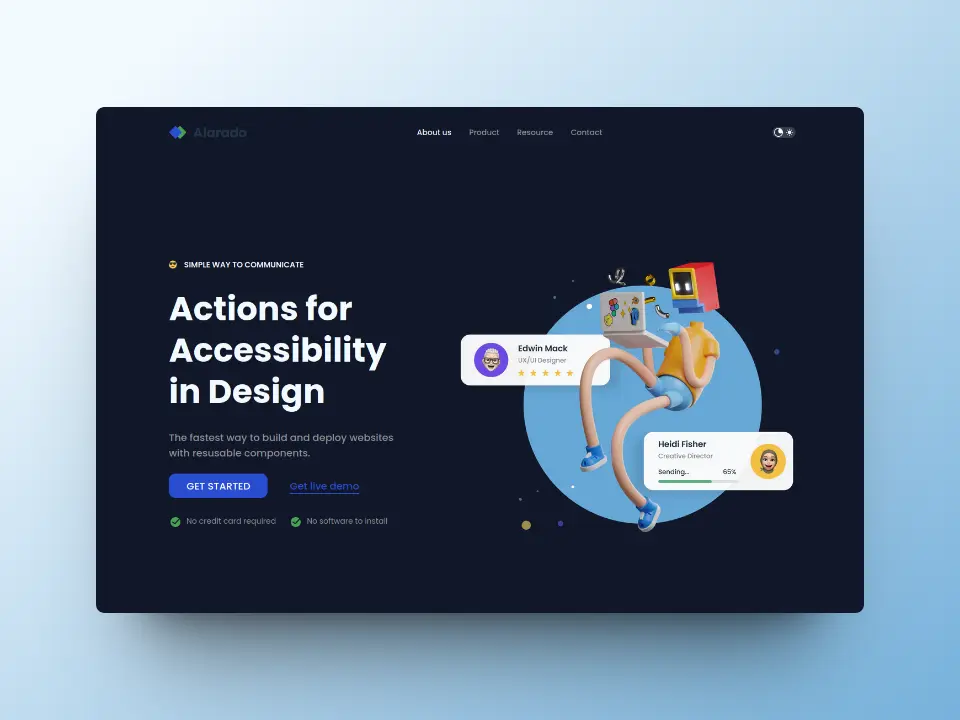 Alarado
About us
Product
Resource
Contact
SIMPLE WAY TO COMMUNICATE
Actions for
Accessibility
in Design
The fastest way to build and deploy websites
with resusable components.
GET STARTED
Get live demo
No credit card required
No software to install
Edwin Mack
UX/UI Designer
Heidi Fisher
Creative Director
Sending...
65%